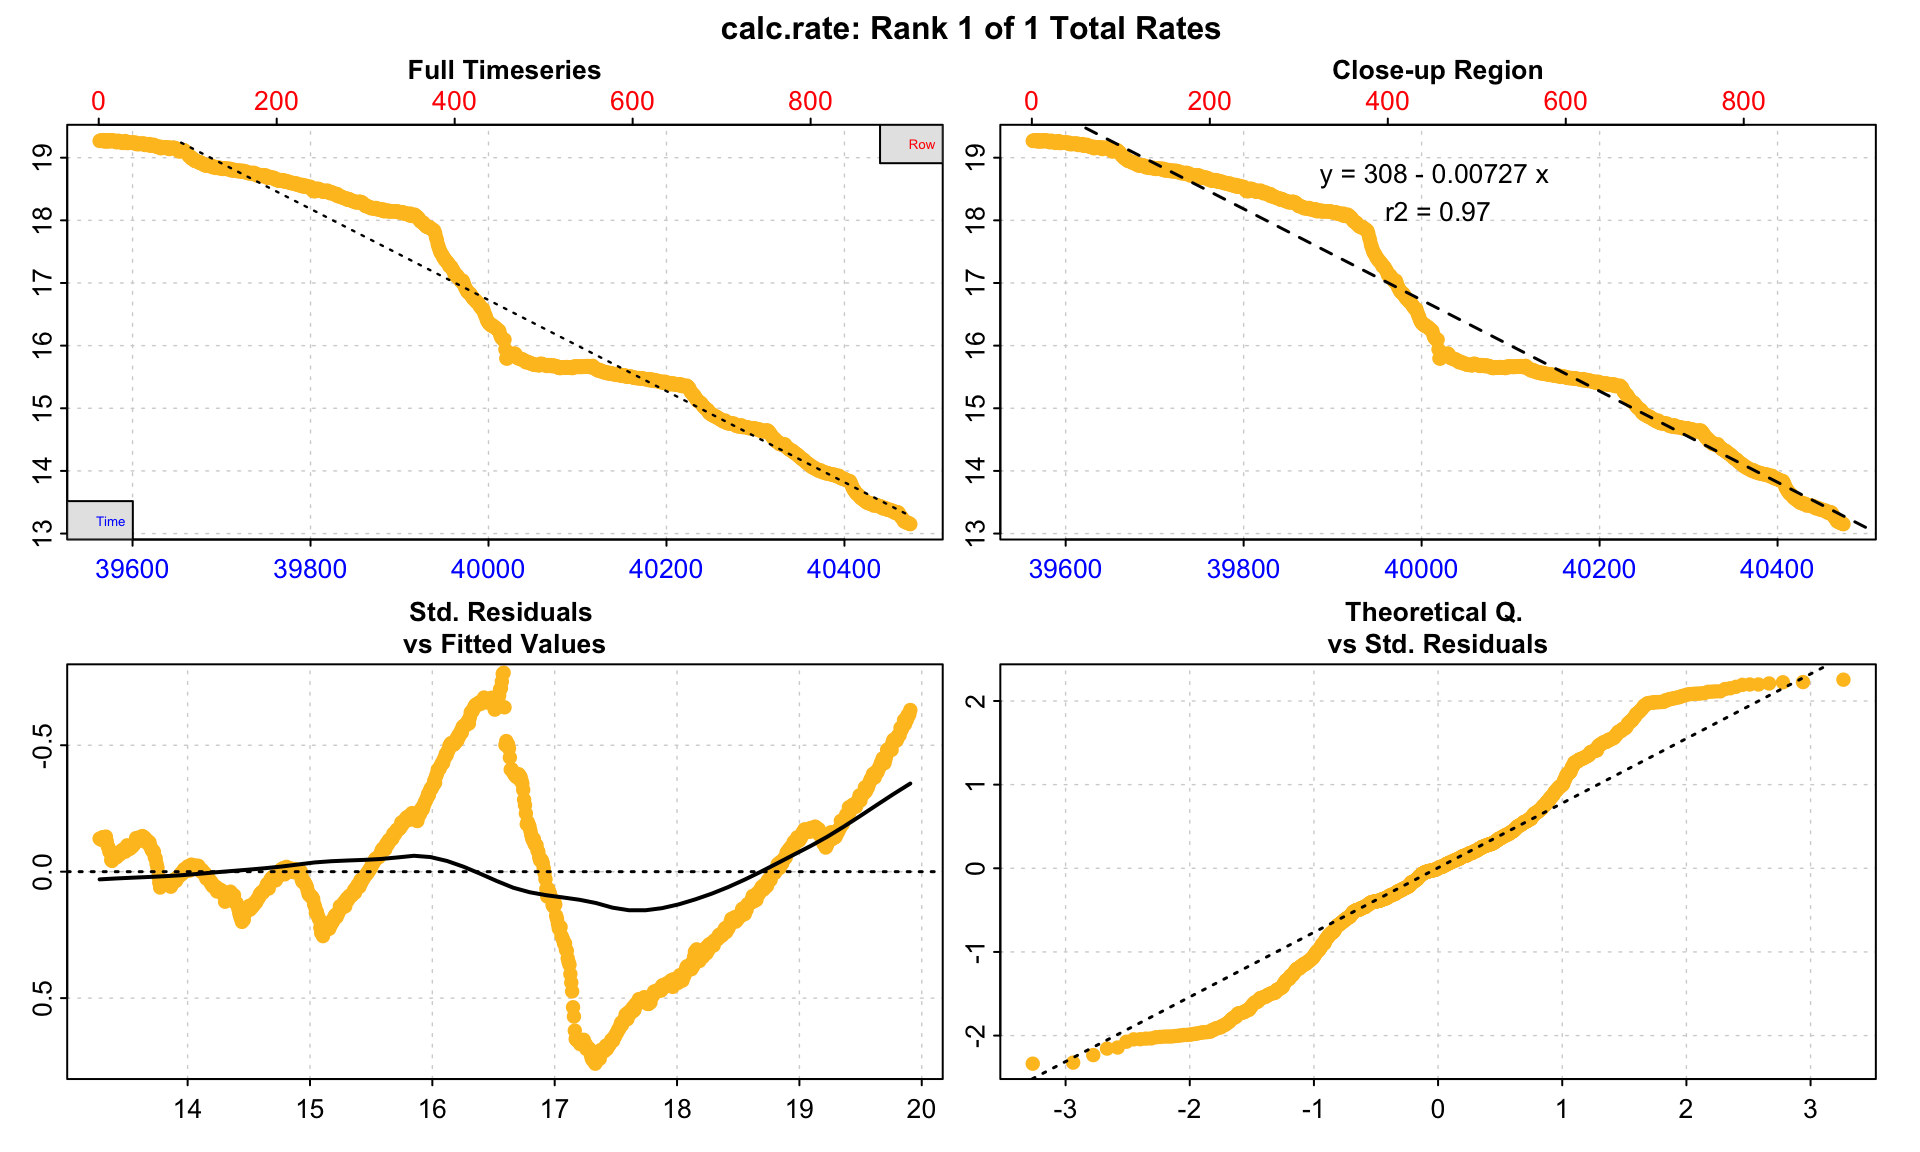 calc.rate: Rank 1 of 1 Total Rates
Full Timeseries
0 200 400 600 800
Row
19
18
17
16
15
14
13
Time
39600 39800 40000 40200 40400
Close-up Region
0 200 400 600 800
y = 308 - 0.00727 x
r2 = 0.97
19
18
17
16
15
14
13
39600 39800 40000 40200 40400
Std. Residuals
vs Fitted Values
-0.5
0.0
0.5
14 15 16 17 18 19 20
Theoretical Q.
vs Std. Residuals
2
1
0
-1
-2
-3 -2 -1 0 1 2 3